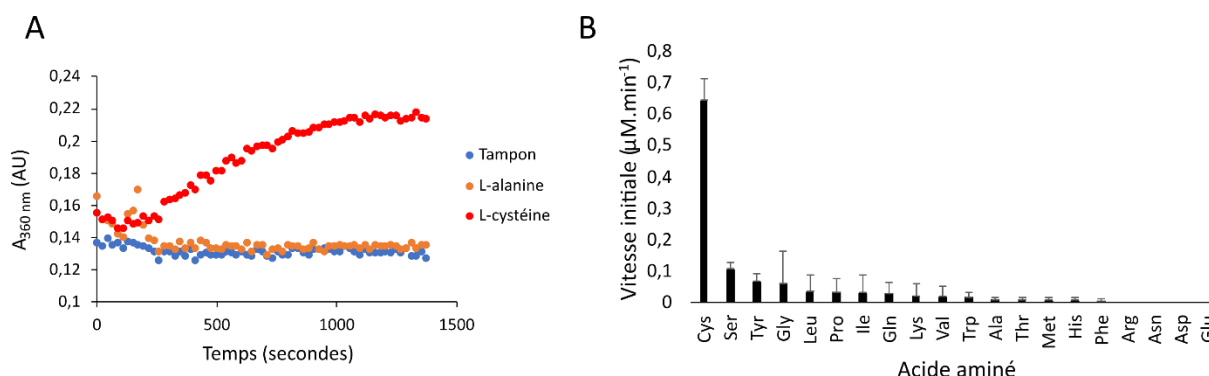 A
A360 nm (AU)
0,24
0,22
0,2
0,18
0,16
0,14
0,12
0,1
0
500
1000
1500
Temps (secondes)
Tampon
L-alanine
L-cystéine
B
Vitesse initiale (µM.min-1)
0,8
0,7
0,6
0,5
0,4
0,3
0,2
0,1
0
Cys
Ser
Tyr
Gly
Leu
Pro
Ile
Gln
Lys
Val
Trp
Ala
Thr
Met
His
Phe
Arg
Asn
Asp
Glu
Acide aminé